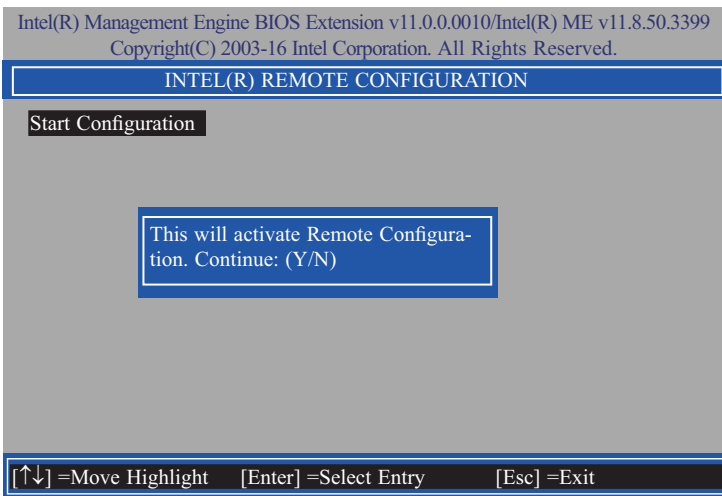 Intel(R) Management Engine BIOS Extension v11.0.0.0010/Intel(R) ME v11.8.50.3399
Copyright(C) 2003-16 Intel Corporation. All Rights Reserved.
INTEL(R) REMOTE CONFIGURATION
Start Configuration
This will activate Remote Configura-
tion. Continue: (Y/N)
[↑↓] =Move Highlight [Enter] =Select Entry [Esc] =Exit